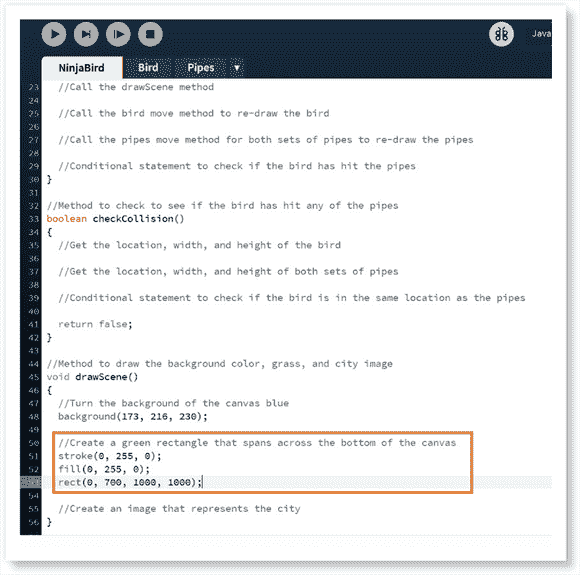 Java
NinjaBird Bird Pipes ▼
23 //Call the drawScene method
24
25 //Call the bird move method to re-draw the bird
26
27 //Call the pipes move method for both sets of pipes to re-draw the pipes
28
29 //Conditional statement to check if the bird has hit the pipes
30 }
31
32 //Method to check to see if the bird has hit any of the pipes
33 boolean checkCollision()
34 {
35 //Get the location, width, and height of the bird
36
37 //Get the location, width, and height of both sets of pipes
38
39 //Conditional statement to check if the bird is in the same location as the pipes
40
41 return false;
42 }
43
44 //Method to draw the background color, grass, and city image
45 void drawScene()
46 {
47 //Turn the background of the canvas blue
48 background(173, 216, 230);
49
50 //Create a green rectangle that spans across the bottom of the canvas
51 stroke(0, 255, 0);
52 fill(0, 255, 0);
rect(0, 700, 1000, 1000);
54
55 //Create an image that represents the city
56 }